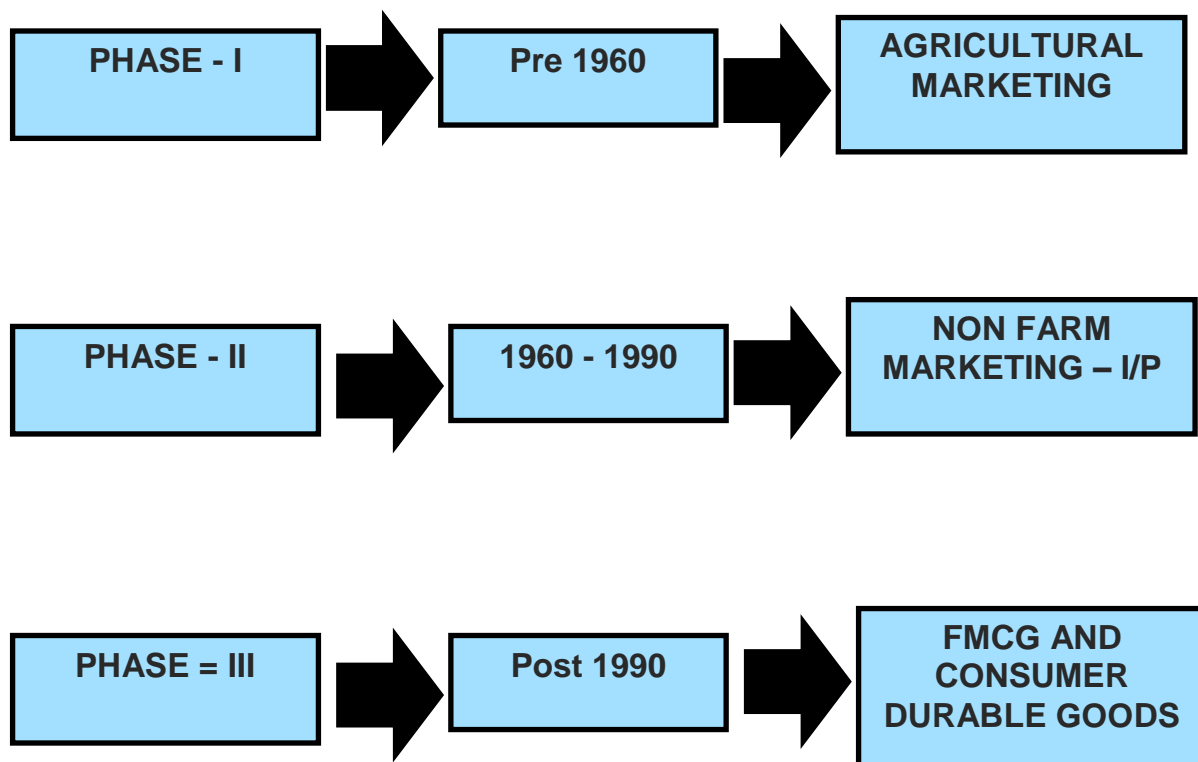 PHASE - I
Pre 1960
AGRICULTURAL
MARKETING
PHASE - II
1960 - 1990
NON FARM
MARKETING – I/P
PHASE = III
Post 1990
FMCG AND
CONSUMER
DURABLE GOODS